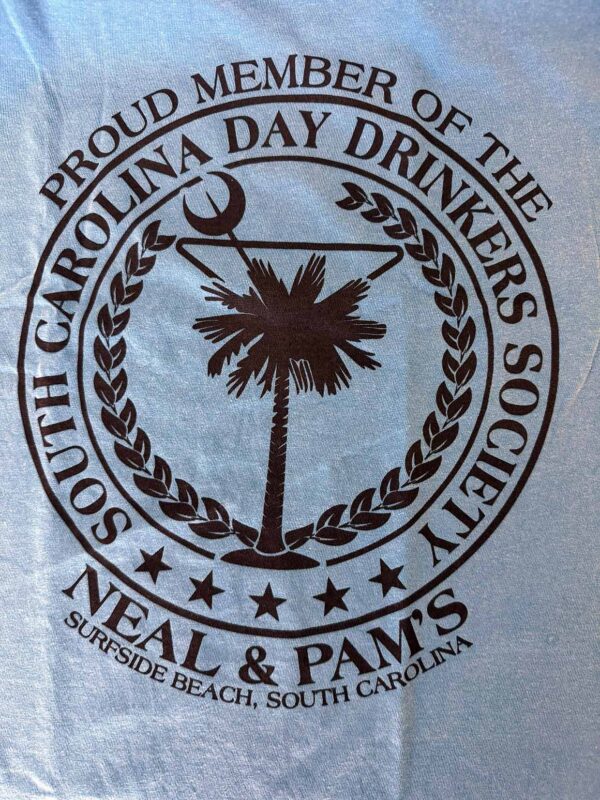 PROUD MEMBER OF THE
SOUTH CAROLINA DAY DRINKERS SOCIETY
NEAL & PAM'S
SURFSIDE BEACH, SOUTH CAROLINA